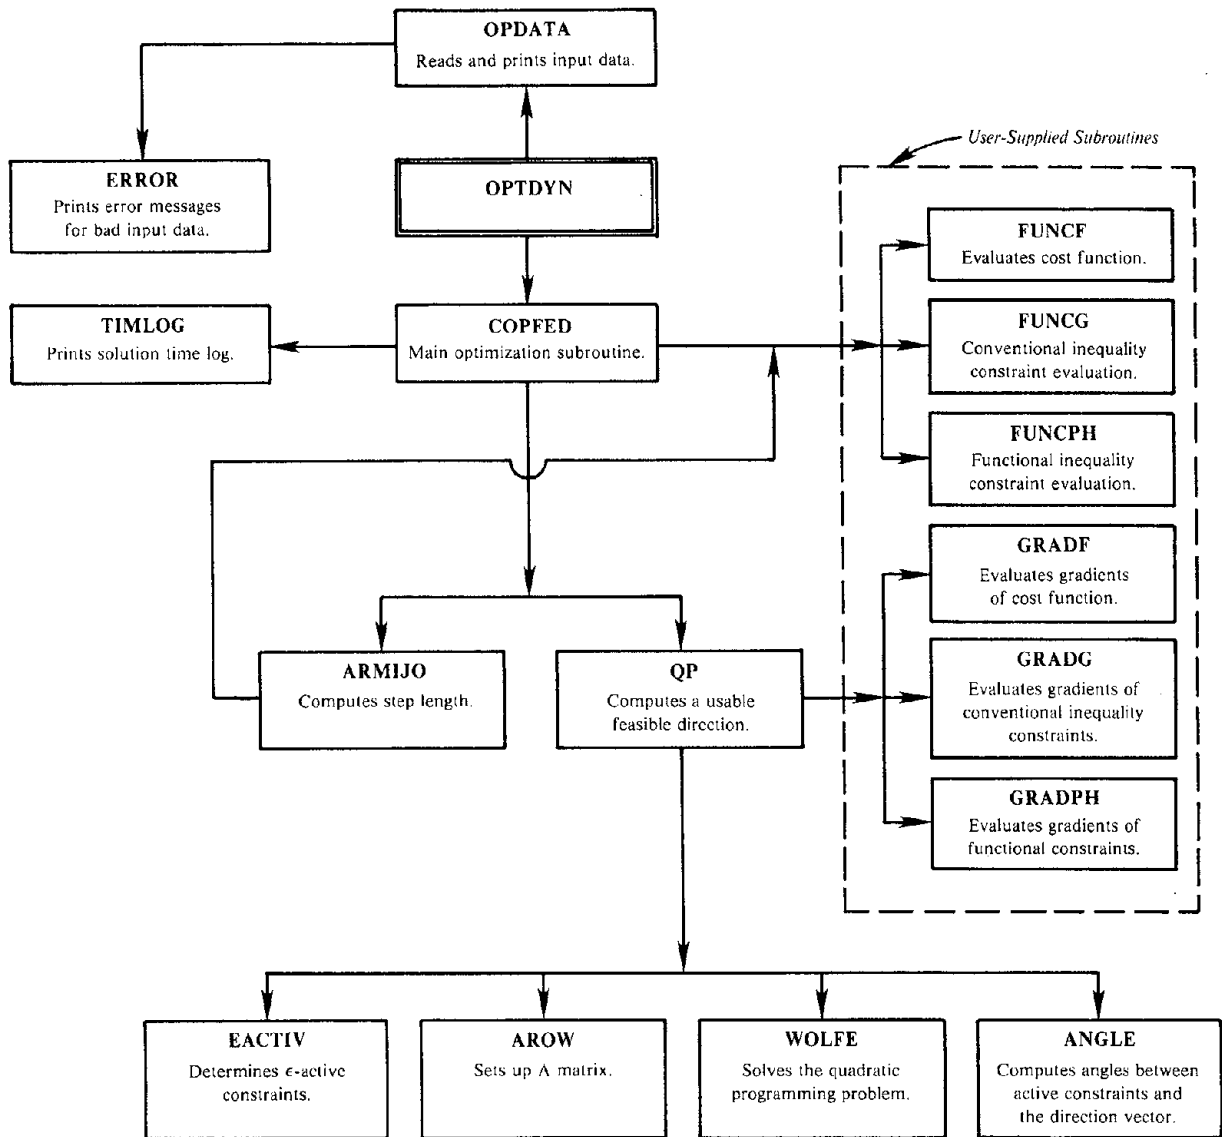 OPDATA
Reads and prints input data.
User-Supplied Subroutines
ERROR
Prints error messages
for bad input data.
OPTDYN
FUNCF
Evaluates cost function.
TIMLOG
Prints solution time log.
COPFED
Main optimization subroutine.
FUNCG
Conventional inequality
constraint evaluation.
FUNCPH
Functional inequality
constraint evaluation.
GRADF
Evaluates gradients
of cost function.
ARMIJO
Computes step length.
QP
Computes a usable
feasible direction.
GRADG
Evaluates gradients of
conventional inequality
constraints.
GRADPH
Evaluates gradients of
functional constraints.
EACTIV
Determines ϵ-active
constraints.
AROW
Sets up A matrix.
WOLFE
Solves the quadratic
programming problem.
ANGLE
Computes angles between
active constraints and
the direction vector.